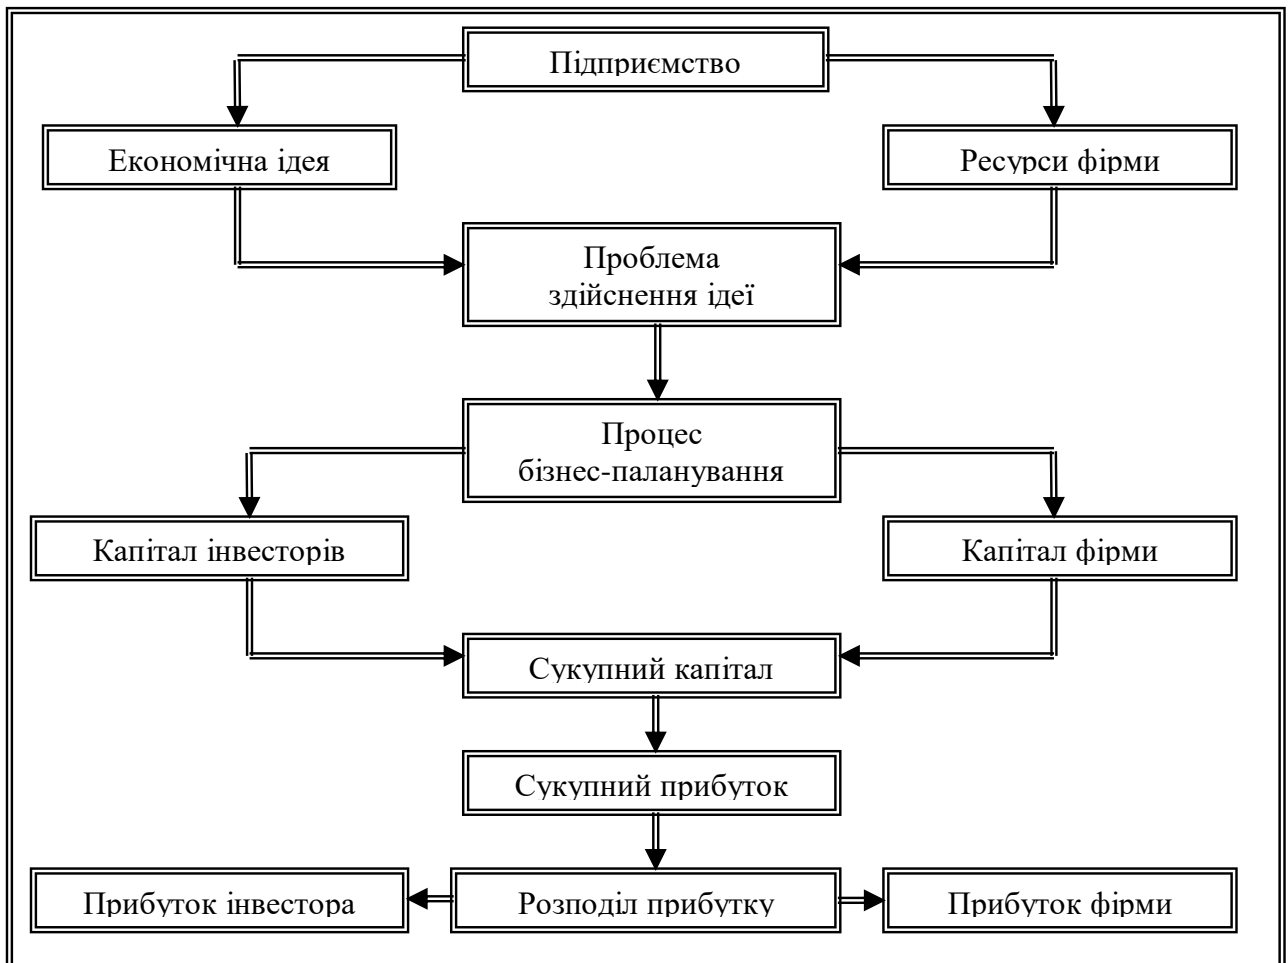 Підприємство
Економічна ідея
Ресурси фірми
Проблема
здійснення ідеї
Процес
бізнес-паланування
Капітал інвесторів
Капітал фірми
Сукупний капітал
Сукупний прибуток
Прибуток інвестора
Розподіл прибутку
Прибуток фірми